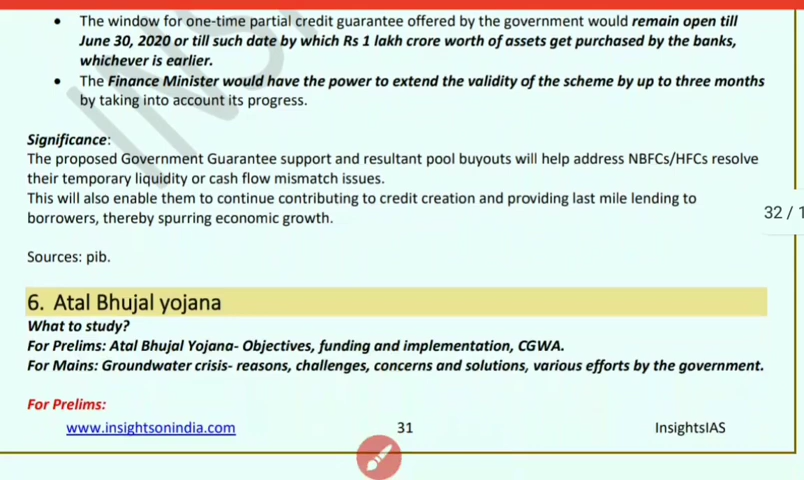 • The window for one-time partial credit guarantee offered by the government would remain open till
June 30, 2020 or till such date by which Rs 1 lakh crore worth of assets get purchased by the banks,
whichever is earlier.
• The Finance Minister would have the power to extend the validity of the scheme by up to three months
by taking into account its progress.
Significance:
The proposed Government Guarantee support and resultant pool buyouts will help address NBFCs/HFCs resolve
their temporary liquidity or cash flow mismatch issues.
This will also enable them to continue contributing to credit creation and providing last mile lending to
borrowers, thereby spurring economic growth.
32 / 1
Sources: pib.
6. Atal Bhujal yojana
What to study?
For Prelims: Atal Bhujal Yojana- Objectives, funding and implementation, CGWA.
For Mains: Groundwater crisis- reasons, challenges, concerns and solutions, various efforts by the government.
For Prelims:
www.insightsonindia.com 31 InsightsIAS